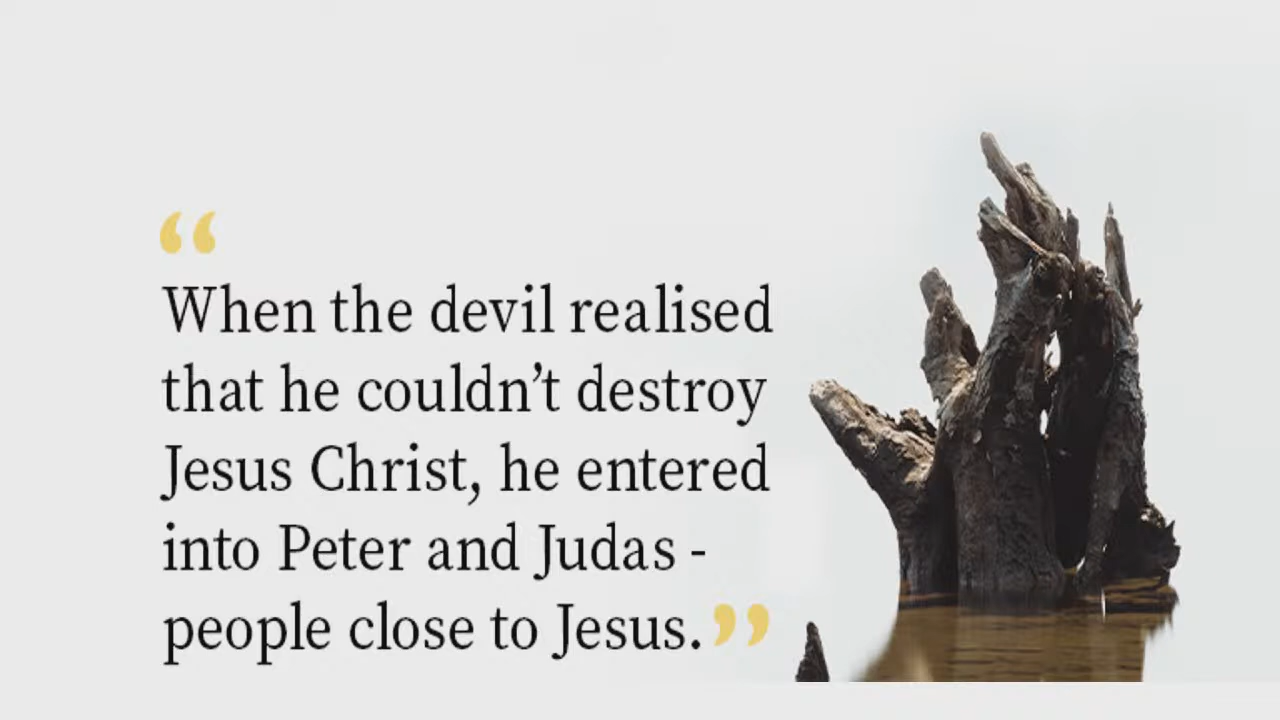 “
When the devil realised
that he couldn’t destroy
Jesus Christ, he entered
into Peter and Judas -
people close to Jesus.”